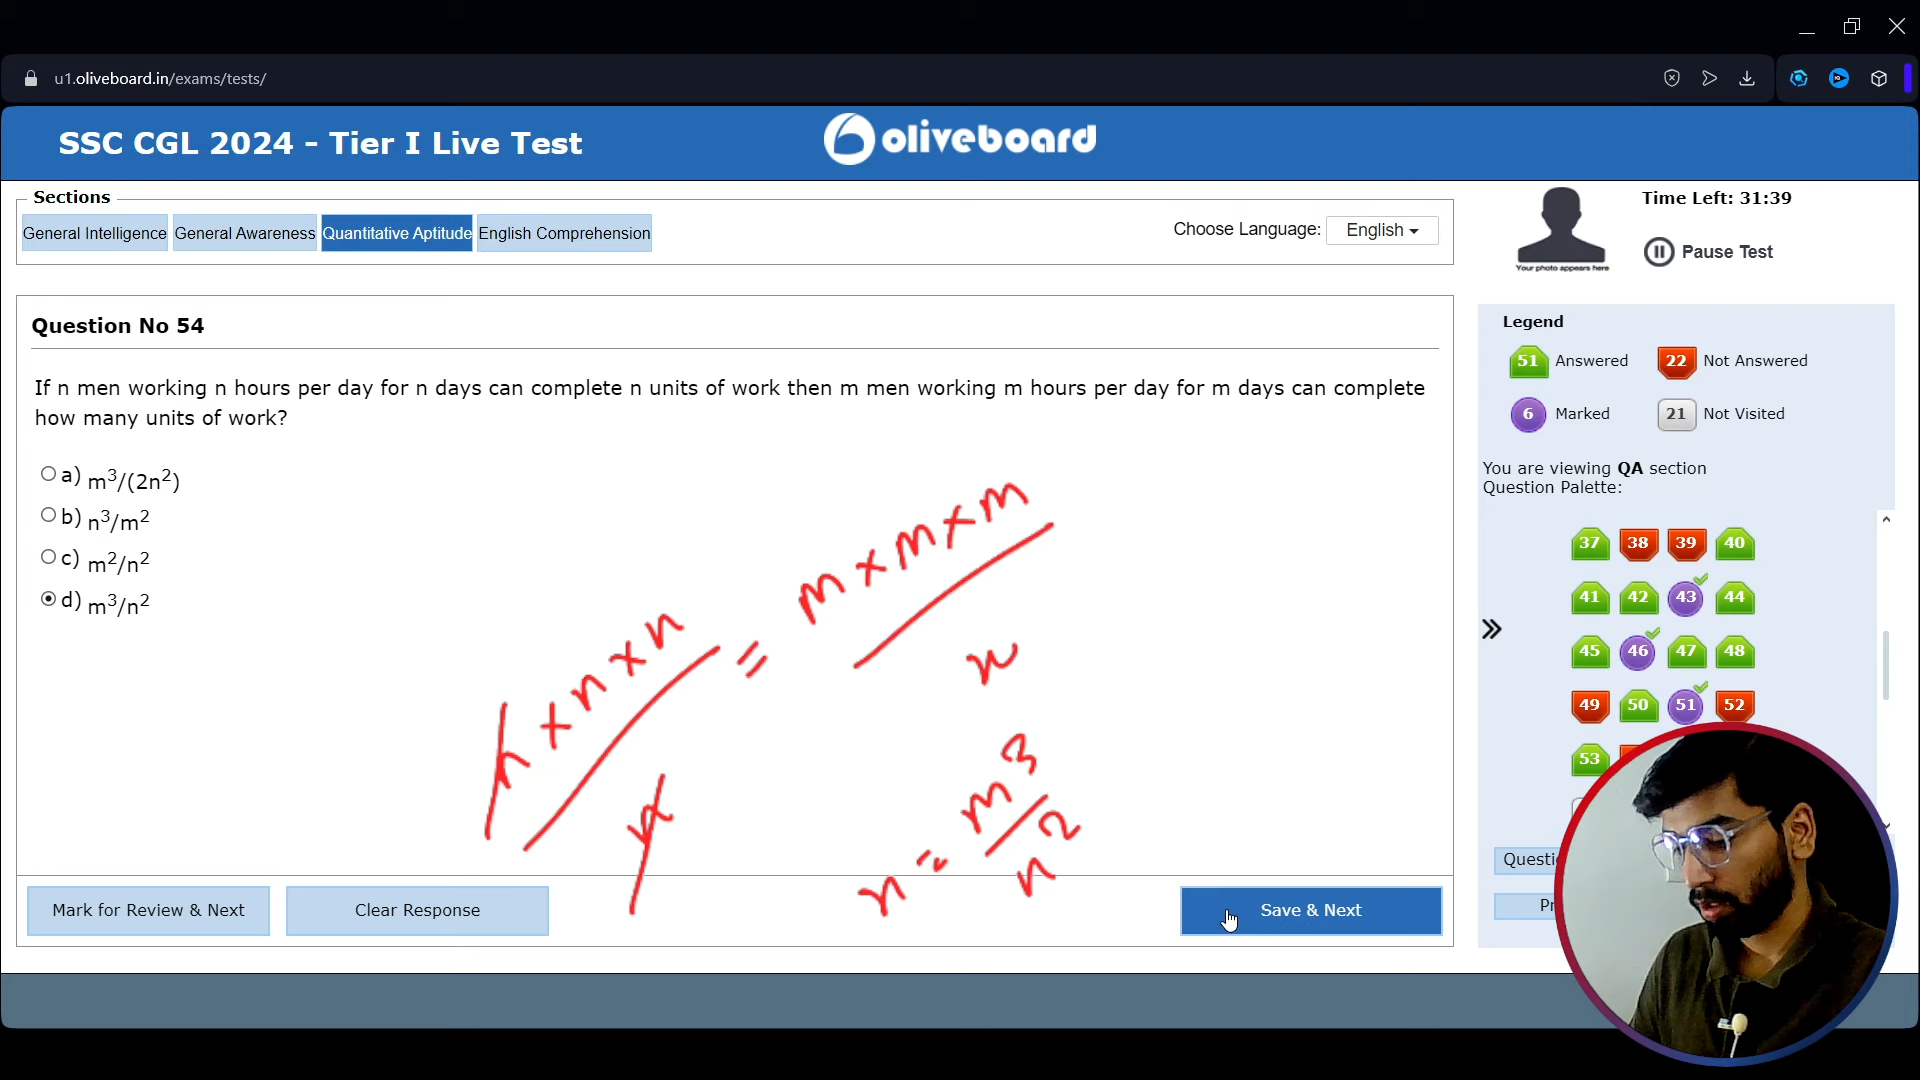 u1.oliveboard.in/exams/tests/
SSC CGL 2024 - Tier I Live Test
oliveboard
Sections
General Intelligence
General Awareness
Quantitative Aptitude
English Comprehension
Choose Language:
English
Your photo appears here
Time Left: 31:39
Pause Test
Question No 54
If n men working n hours per day for n days can complete n units of work then m men working m hours per day for m days can complete
how many units of work?
a) m³/(2n²)
b) n³/m²
c) m²/n²
d) m³/n²
n×n×n
n
=
m×m×m
x
x = m³/n²
Mark for Review & Next
Clear Response
Save & Next
Legend
51 Answered
22 Not Answered
6 Marked
21 Not Visited
You are viewing QA section
Question Palette:
37 38 39 40
41 42 43 44
45 46 47 48
49 50 51 52
53